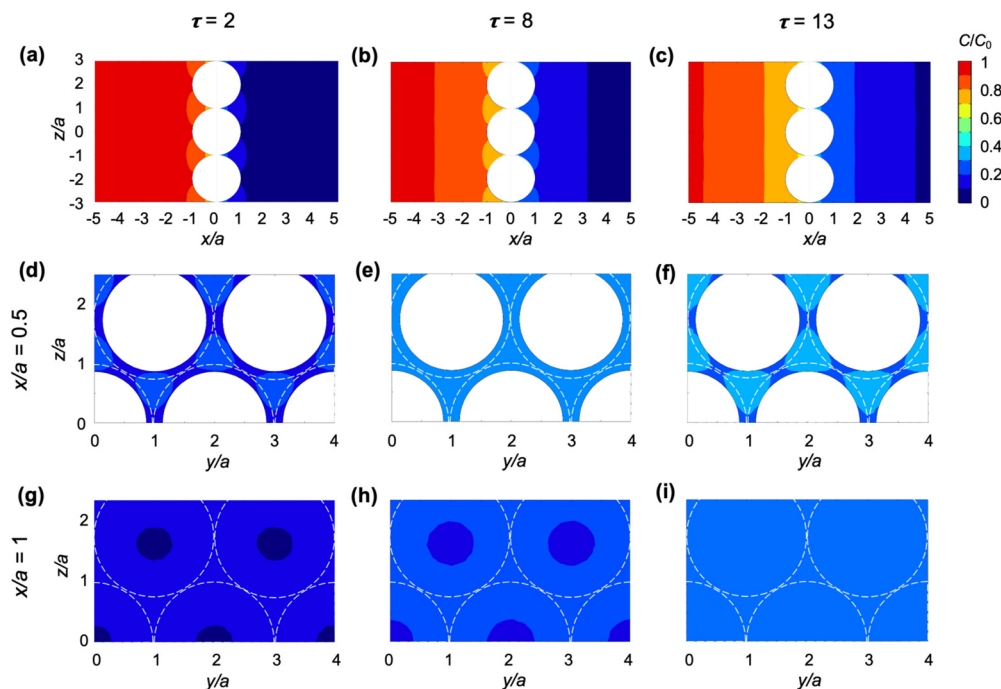 τ = 2 τ = 8 τ = 13
(a) (b) (c) C/C0
z/a
3
2
1
0
-1
-2
-3
-5 -4 -3 -2 -1 0 1 2 3 4 5
x/a
-5 -4 -3 -2 -1 0 1 2 3 4 5
x/a
-5 -4 -3 -2 -1 0 1 2 3 4 5
x/a
1
0.8
0.6
0.4
0.2
0
(d) (e) (f)
x/a = 0.5
z/a
2
1
0
0 1 2 3 4
y/a
0 1 2 3 4
y/a
0 1 2 3 4
y/a
(g) (h) (i)
x/a = 1
z/a
2
1
0
0 1 2 3 4
y/a
0 1 2 3 4
y/a
0 1 2 3 4
y/a